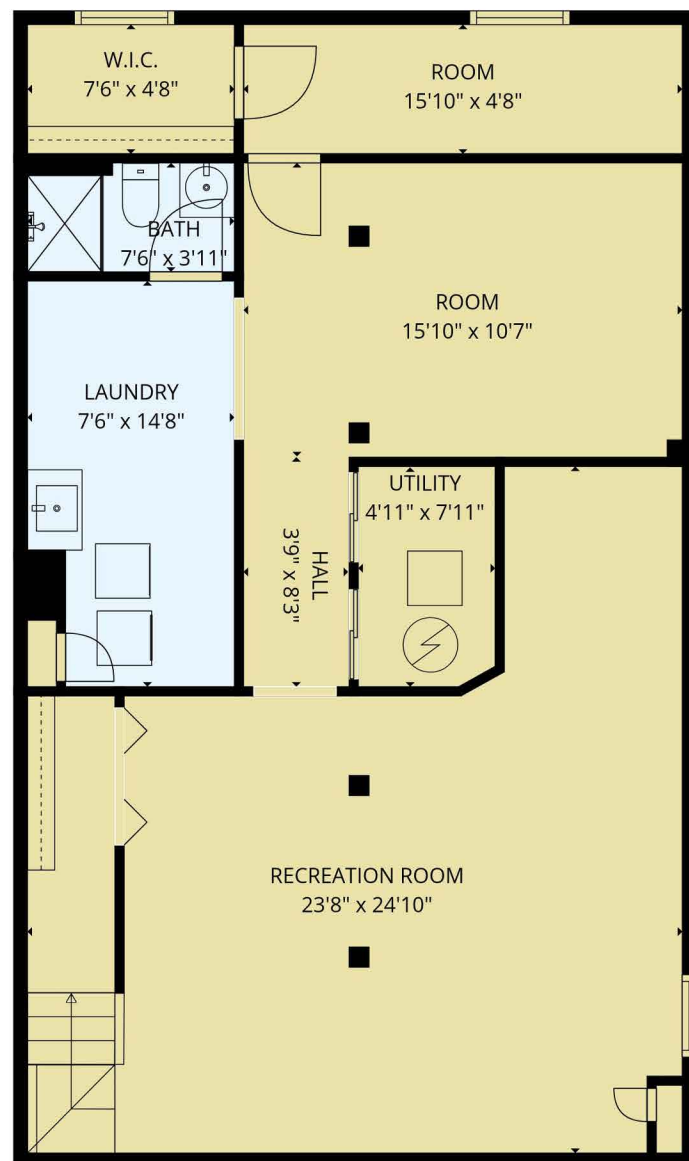 W.I.C.
7'6" x 4'8"
ROOM
15'10" x 4'8"
BATH
7'6" x 3'11"
ROOM
15'10" x 10'7"
LAUNDRY
7'6" x 14'8"
UTILITY
4'11" x 7'11"
HALL
3'9" x 8'3"
RECREATION ROOM
23'8" x 24'10"